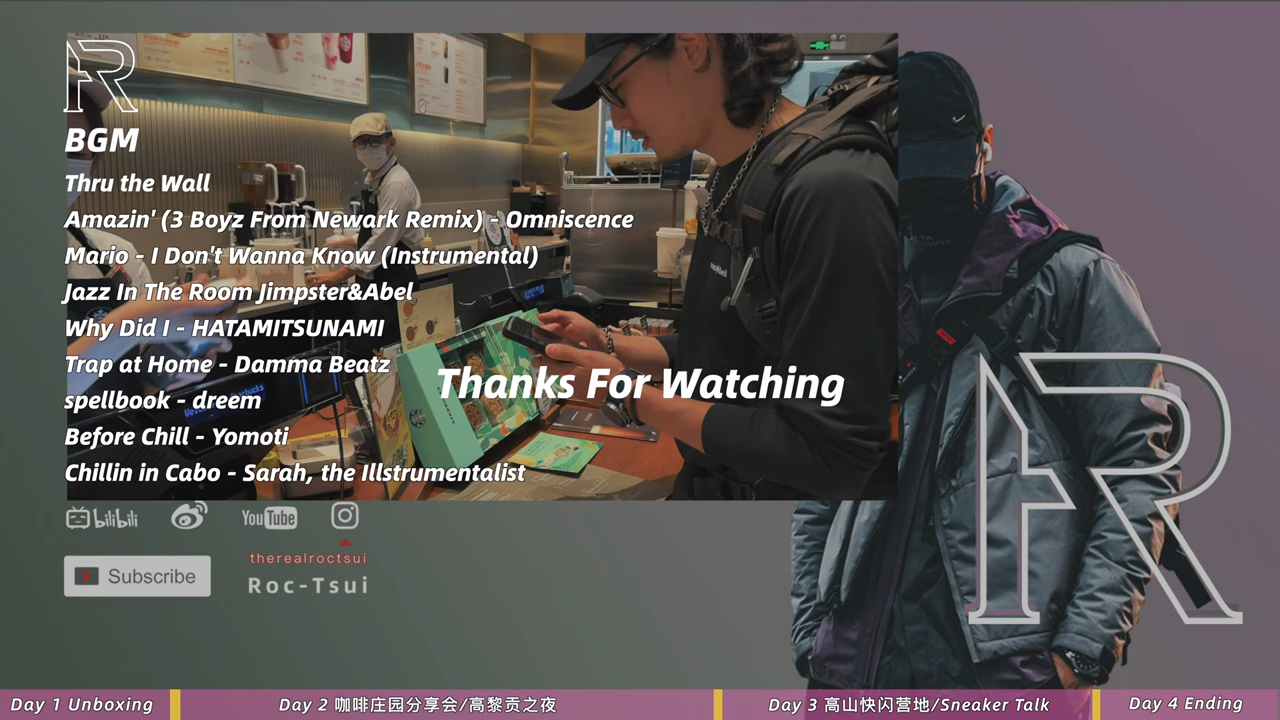 R
BGM
Thru the Wall
Amazin' (3 Boyz From Newark Remix) - Omniscence
Mario - I Don't Wanna Know (Instrumental)
Jazz In The Room Jimpster&Abel
Why Did I - HATAMITSUNAMI
Trap at Home - Damma Beatz
spellbook - dreem
Before Chill - Yomoti
Chillin in Cabo - Sarah, the Illstrumentalist
Thanks For Watching
bilibili
YouTube
therealroctsui
Subscribe
Roc-Tsui
R
Day 1 Unboxing
Day 2 咖啡庄园分享会/高黎贡之夜
Day 3 高山快闪营地/Sneaker Talk
Day 4 Ending